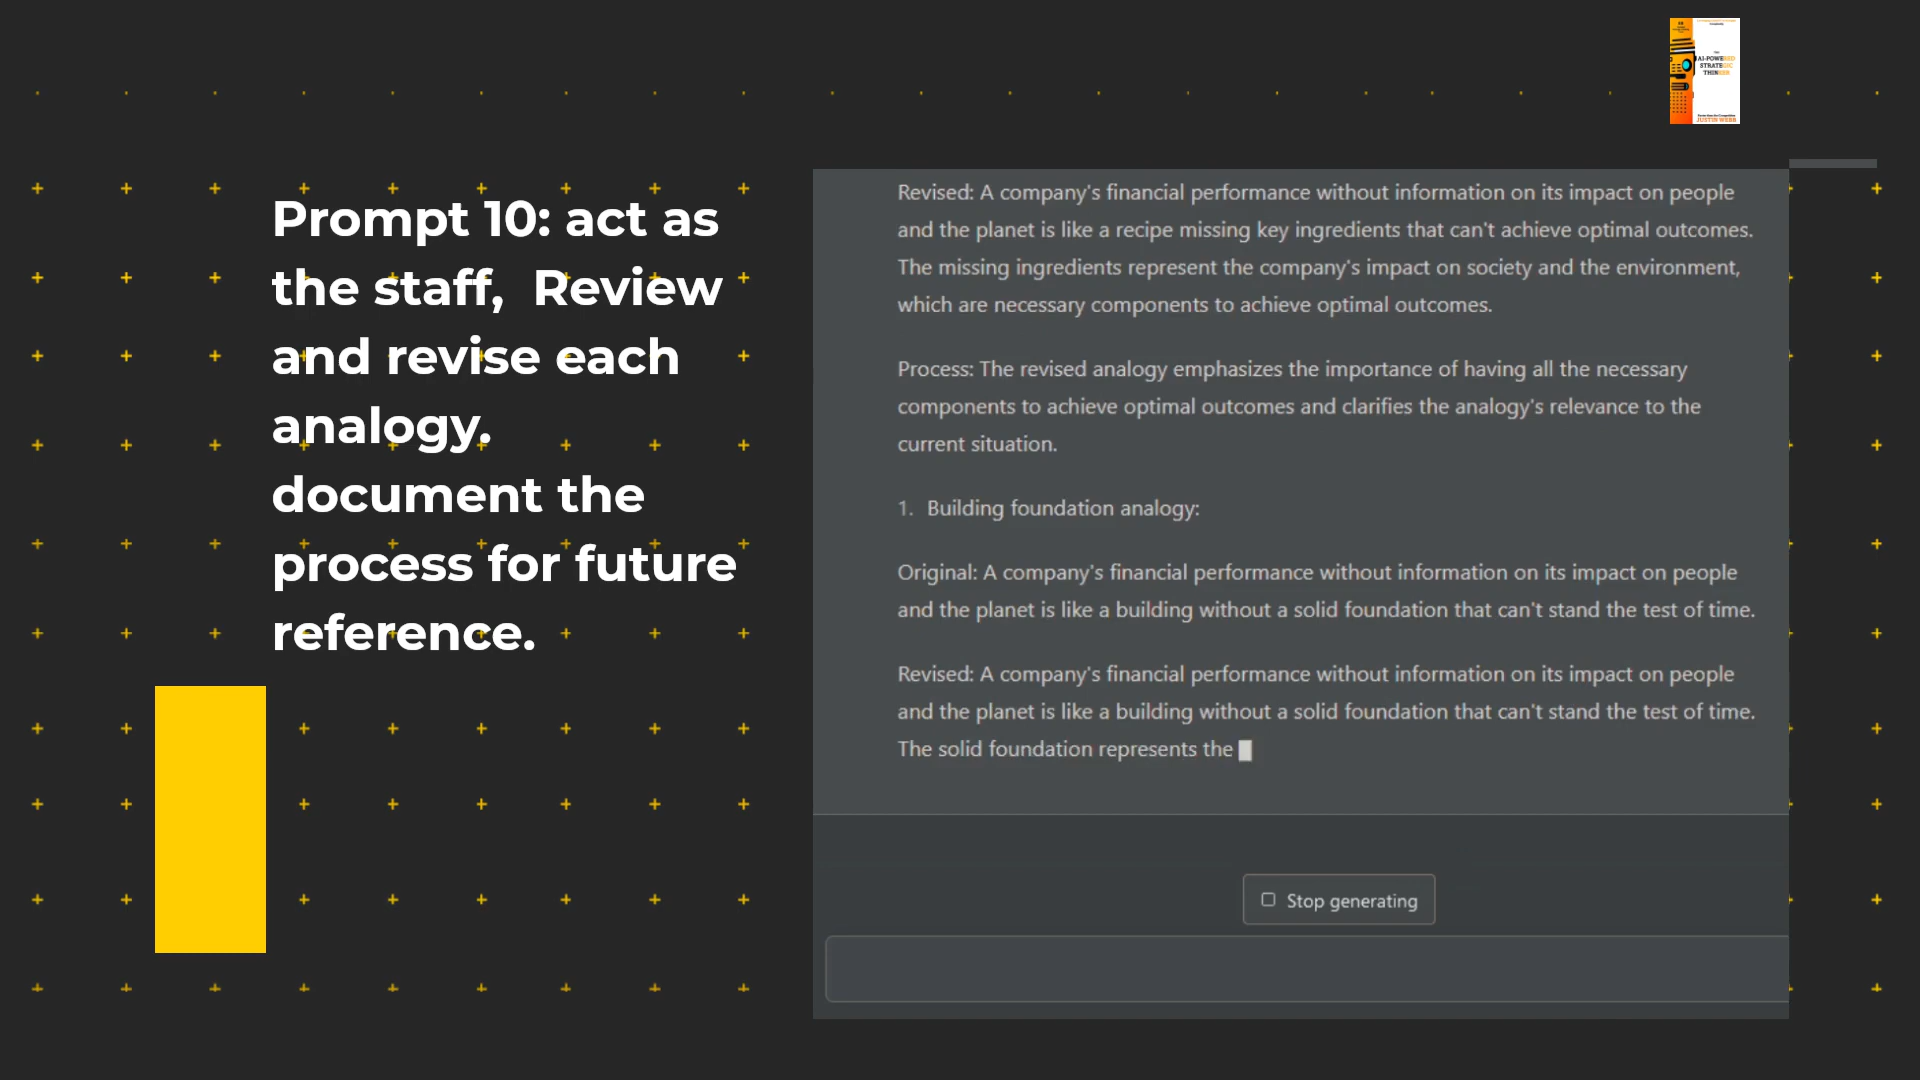 AI-POWERED
STRATEGIC
THINKER
JUSTIN WEBB
Prompt 10: act as
the staff, Review
and revise each
analogy.
document the
process for future
reference.
Revised: A company's financial performance without information on its impact on people
and the planet is like a recipe missing key ingredients that can't achieve optimal outcomes.
The missing ingredients represent the company's impact on society and the environment,
which are necessary components to achieve optimal outcomes.
Process: The revised analogy emphasizes the importance of having all the necessary
components to achieve optimal outcomes and clarifies the analogy's relevance to the
current situation.
1. Building foundation analogy:
Original: A company's financial performance without information on its impact on people
and the planet is like a building without a solid foundation that can't stand the test of time.
Revised: A company's financial performance without information on its impact on people
and the planet is like a building without a solid foundation that can't stand the test of time.
The solid foundation represents the
Stop generating